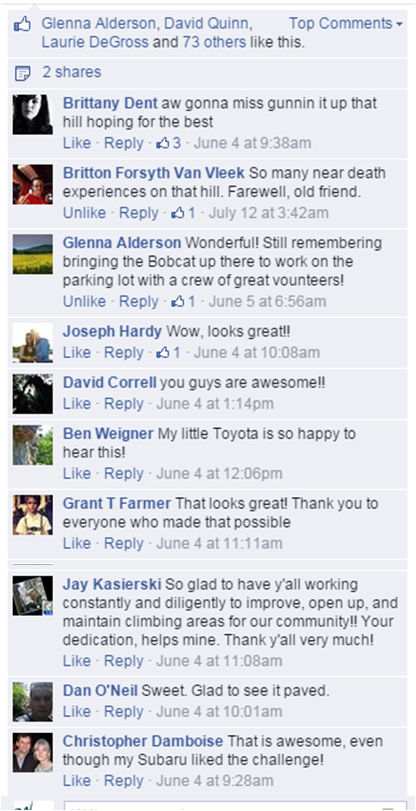 Glenna Alderson, David Quinn, Top Comments
Laurie DeGross and 73 others like this.
2 shares
Brittany Dent aw gonna miss gunnin it up that
hill hoping for the best
Like · Reply · 3 · June 4 at 9:38am
Britton Forsyth Van Vleek So many near death
experiences on that hill. Farewell, old friend.
Unlike · Reply · 1 · July 12 at 3:42am
Glenna Alderson Wonderful! Still remembering
bringing the Bobcat up there to work on the
parking lot with a crew of great vounteers!
Unlike · Reply · 1 · June 5 at 6:56am
Joseph Hardy Wow, looks great!!
Like · Reply · 1 · June 4 at 10:08am
David Correll you guys are awesome!!
Like · Reply · June 4 at 1:14pm
Ben Weigner My little Toyota is so happy to
hear this!
Like · Reply · June 4 at 12:06pm
Grant T Farmer That looks great! Thank you to
everyone who made that possible
Like · Reply · June 4 at 11:11am
Jay Kasierski So glad to have y'all working
constantly and diligently to improve, open up, and
maintain climbing areas for our community!! Your
dedication, helps mine. Thank y'all very much!
Like · Reply · June 4 at 11:08am
Dan O'Neil Sweet. Glad to see it paved.
Like · Reply · June 4 at 10:01am
Christopher Damboise That is awesome, even
though my Subaru liked the challenge!
Like · Reply · June 4 at 9:28am